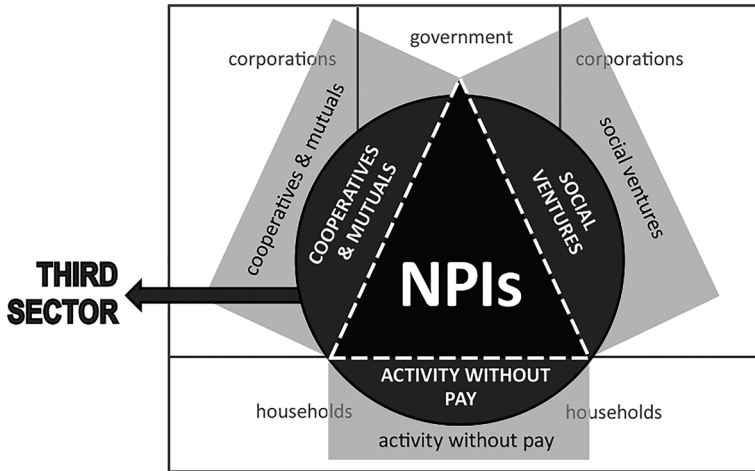 government
corporations
corporations
cooperatives & mutuals
COOPERATIVES
& MUTUALS
SOCIAL
VENTURES
social ventures
THIRD
SECTOR
NPIs
ACTIVITY WITHOUT
PAY
households
households
activity without pay